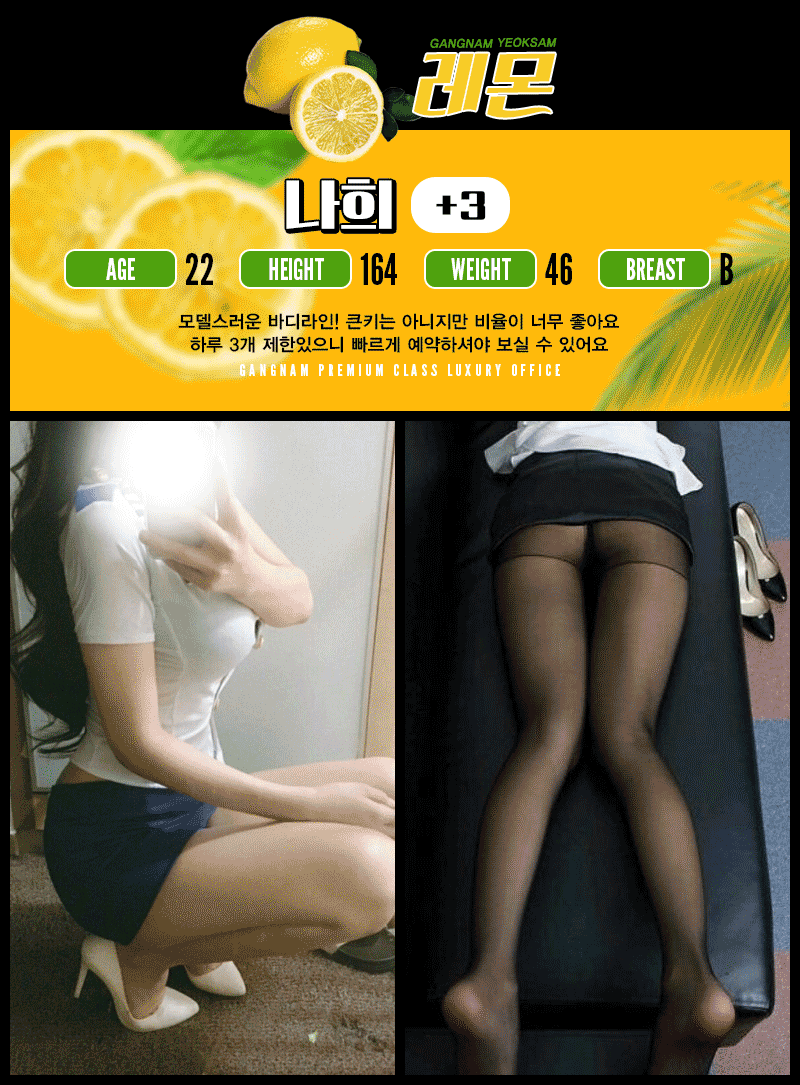 GANGNAM YEOKSAM
레몬
나희 +3
AGE 22 HEIGHT 164 WEIGHT 46 BREAST B
모델스러운 바디라인! 큰키는 아니지만 비율이 너무 좋아요
하루 3개 제한있으니 빠르게 예약하셔야 보실 수 있어요
GANGNAM PREMIUM CLASS LUXURY OFFICE